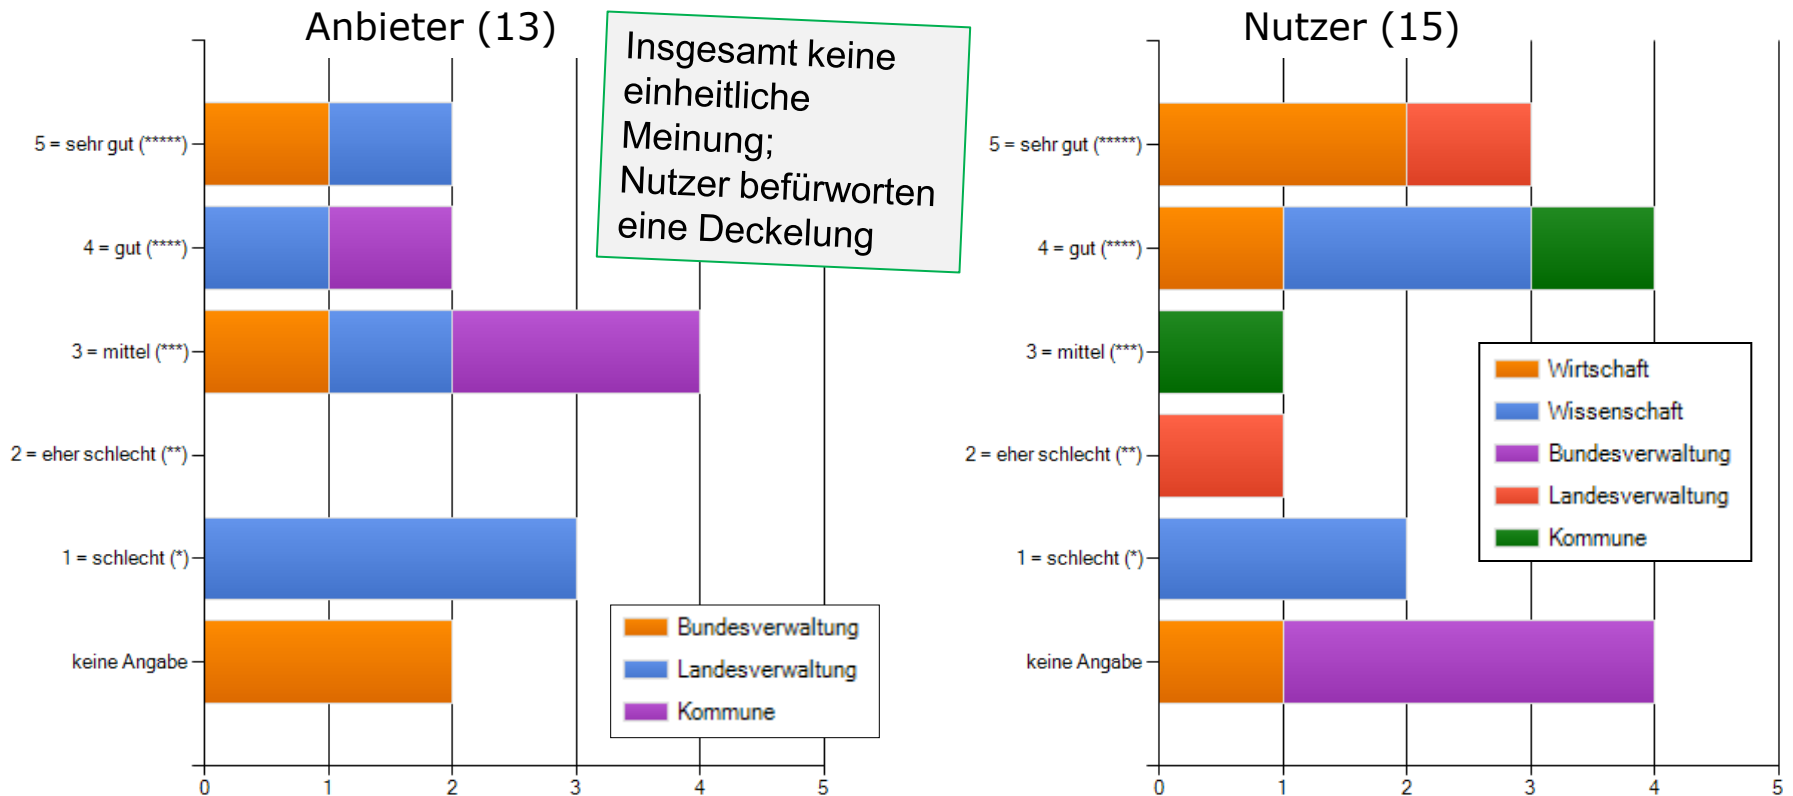 Anbieter (13)
5 = sehr gut (*****)
4 = gut (****)
3 = mittel (***)
2 = eher schlecht (**)
1 = schlecht (*)
keine Angabe
0 1 2 3 4 5
Bundesverwaltung
Landesverwaltung
Kommune
Insgesamt keine
einheitliche
Meinung;
Nutzer befürworten
eine Deckelung
Nutzer (15)
5 = sehr gut (*****)
4 = gut (****)
3 = mittel (***)
2 = eher schlecht (**)
1 = schlecht (*)
keine Angabe
0 1 2 3 4 5
Wirtschaft
Wissenschaft
Bundesverwaltung
Landesverwaltung
Kommune